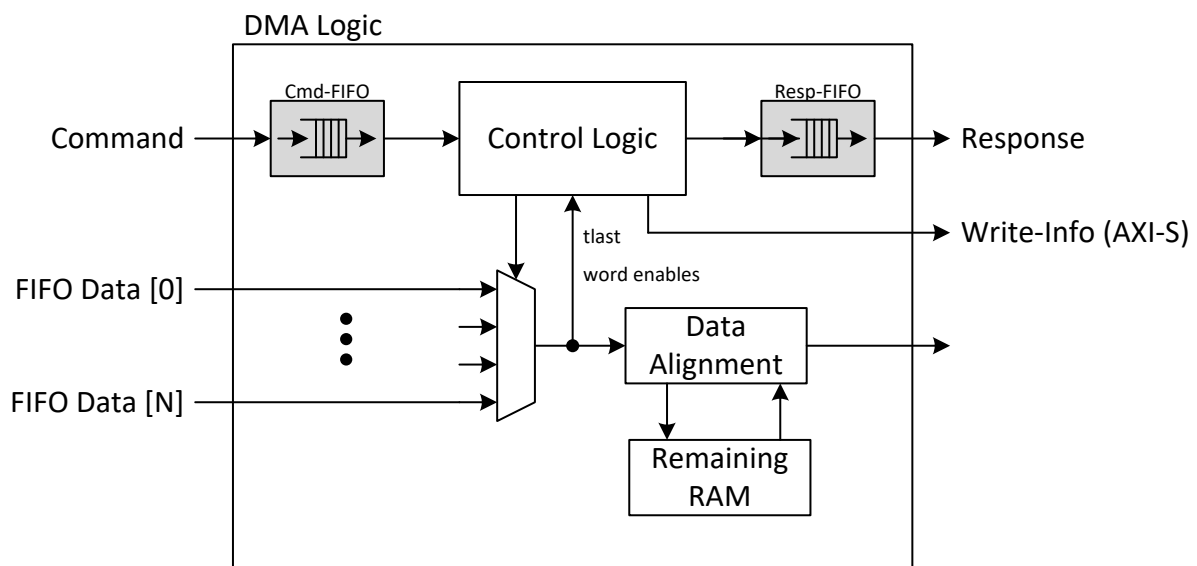 DMA Logic
Cmd-FIFO
Resp-FIFO
Command
Control Logic
Response
tlast
Write-Info (AXI-S)
word enables
FIFO Data [0]
Data
Alignment
FIFO Data [N]
Remaining
RAM